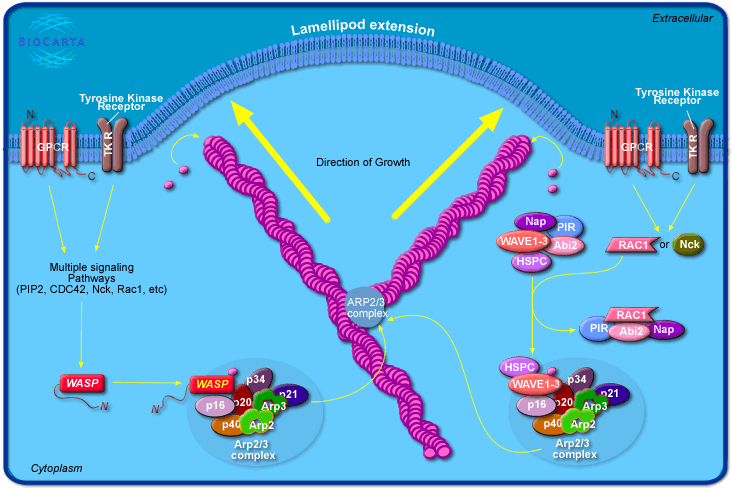 Lamellipod extension
Extracellular
BIOCARTA
Tyrosine Kinase
Receptor
N
GPCR
TK R
C
Direction of Growth
Tyrosine Kinase
Receptor
N
GPCR
TK R
C
Multiple signaling
Pathways
(PIP2, CDC42, Nck, Rac1, etc)
Nap
PIR
WAVE1-3
Abi2
HSPC
RAC1
or
Nck
ARP2/3
complex
RAC1
PIR
Abi2
Nap
WASP
N
WASP
N
p34
p21
p20
Arp3
p16
p40
Arp2
Arp2/3
complex
HSPC
WAVE1-3
p34
p21
p20
Arp3
p16
p40
Arp2
Arp2/3
complex
Cytoplasm